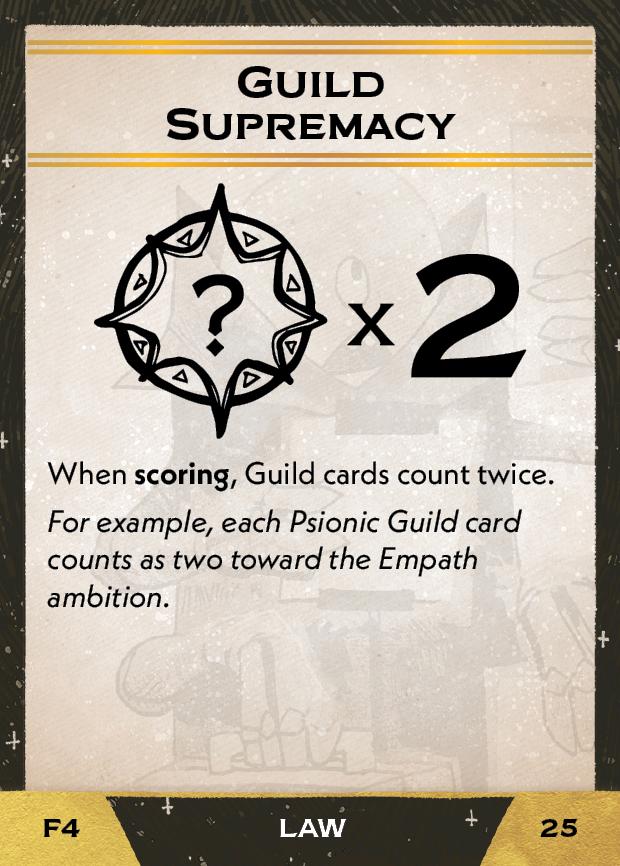 GUILD
SUPREMACY
?
x 2
When scoring, Guild cards count twice.
For example, each Psionic Guild card
counts as two toward the Empath
ambition.
F4 LAW 25